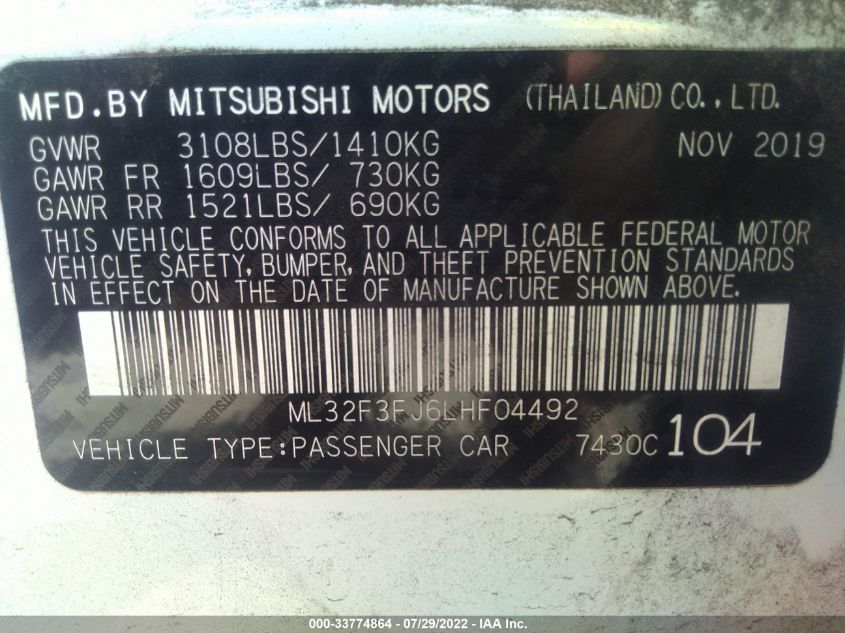 MFD.BY MITSUBISHI MOTORS (THAILAND) CO., LTD.
GVWR 3108LBS/1410KG NOV 2019
GAWR FR 1609LBS/ 730KG
GAWR RR 1521LBS/ 690KG
THIS VEHICLE CONFORMS TO ALL APPLICABLE FEDERAL MOTOR
VEHICLE SAFETY, BUMPER, AND THEFT PREVENTION STANDARDS
IN EFFECT ON THE DATE OF MANUFACTURE SHOWN ABOVE.
ML32F3FJ6LHF04492
VEHICLE TYPE:PASSENGER CAR 7430C 104
000-33774864 / 07/29/2022 - IAA Inc.